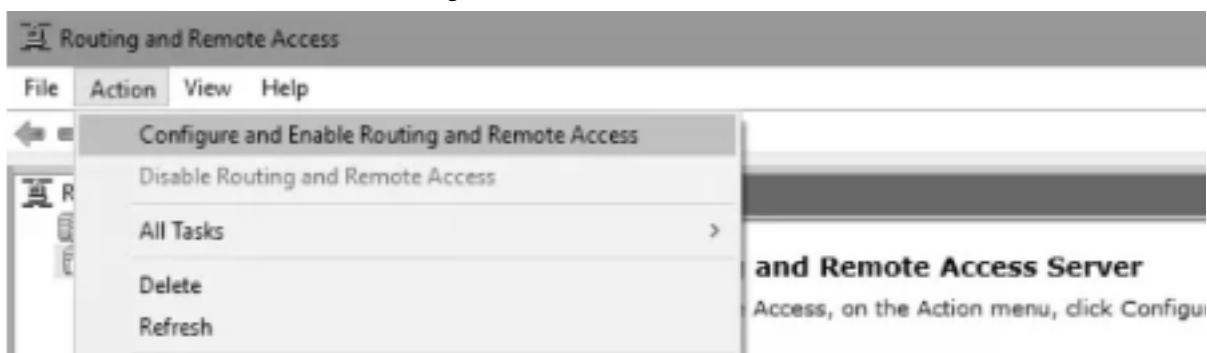 Routing and Remote Access
File Action View Help
Configure and Enable Routing and Remote Access
Disable Routing and Remote Access
All Tasks >
Delete
Refresh
and Remote Access Server
Access, on the Action menu, click Configu